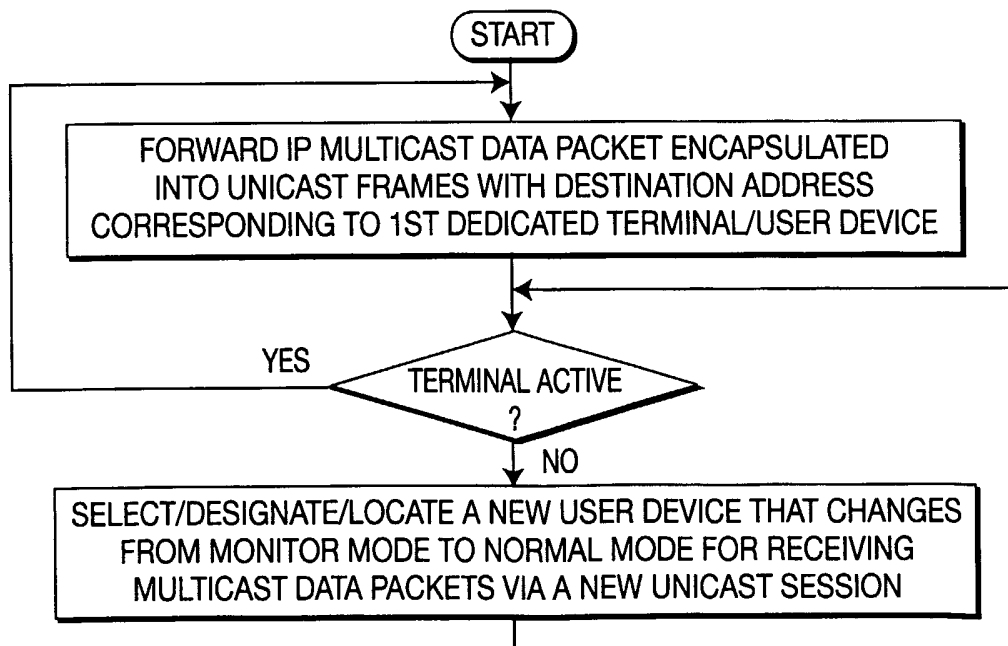 START
FORWARD IP MULTICAST DATA PACKET ENCAPSULATED
INTO UNICAST FRAMES WITH DESTINATION ADDRESS
CORRESPONDING TO 1ST DEDICATED TERMINAL/USER DEVICE
YES
TERMINAL ACTIVE
?
NO
SELECT/DESIGNATE/LOCATE A NEW USER DEVICE THAT CHANGES
FROM MONITOR MODE TO NORMAL MODE FOR RECEIVING
MULTICAST DATA PACKETS VIA A NEW UNICAST SESSION